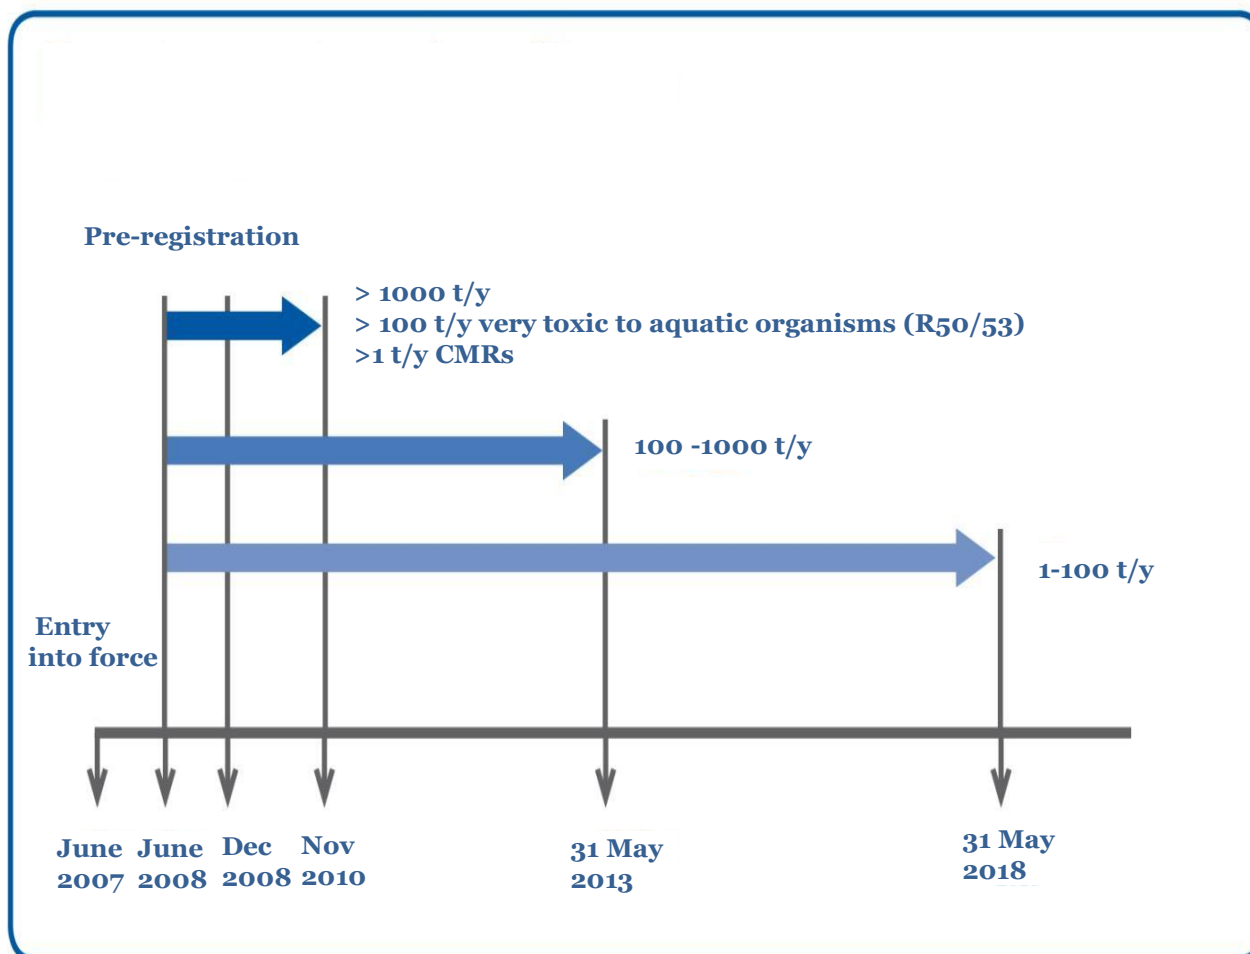 Pre-registration
> 1000 t/y
> 100 t/y very toxic to aquatic organisms (R50/53)
>1 t/y CMRs
100 -1000 t/y
1-100 t/y
Entry
into force
June
2007
June
2008
Dec
2008
Nov
2010
31 May
2013
31 May
2018